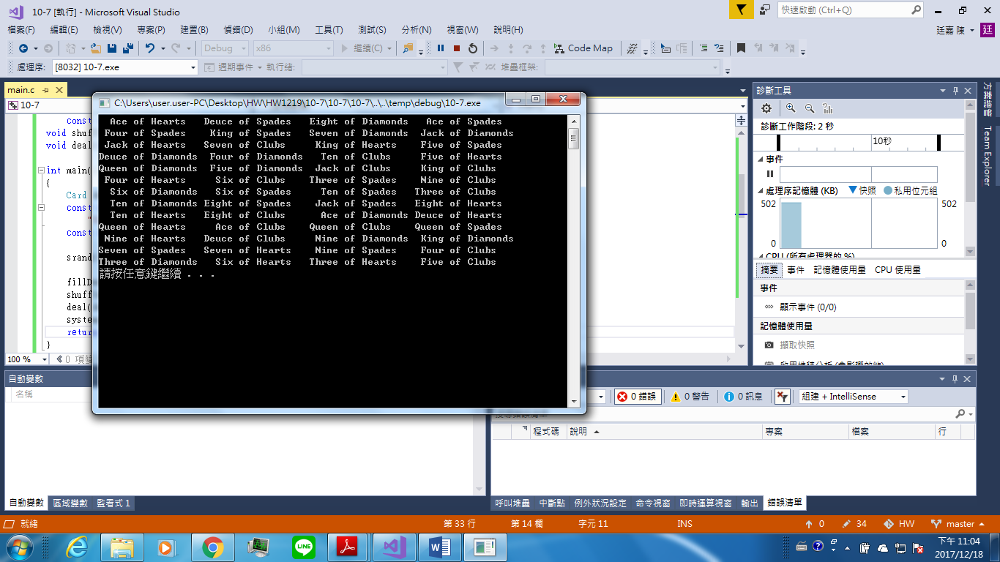 10-7 [執行] - Microsoft Visual Studio
快速啟動 (Ctrl+Q)
檔案(F) 編輯(E) 檢視(V) 專案(P) 建置(B) 偵錯(D) 小組(M) 工具(T) 測試(S) 分析(N) 視窗(W) 說明(H)
廷嘉 陳 廷
Debug x86 繼續(C) Code Map
處理序: [8032] 10-7.exe 週期事件 執行緒: 堆疊框架:
main.c
10-7
const
void shuf
void deal
int main(
{
Card
const
const
srand
fillD
shuff
deal(
syste
retur
}
100 %
C:\Users\user.user-PC\Desktop\HW\HW1219\10-7\10-7\10-7\..\..\temp\debug\10-7.exe
Ace of Hearts Deuce of Spades Eight of Diamonds Ace of Spades
Four of Spades King of Spades Seven of Diamonds Jack of Diamonds
Jack of Hearts Seven of Clubs King of Hearts Five of Spades
Deuce of Diamonds Four of Diamonds Ten of Clubs Five of Hearts
Queen of Diamonds Five of Diamonds Jack of Clubs King of Clubs
Four of Hearts Six of Clubs Three of Spades Nine of Clubs
Six of Diamonds Six of Spades Ten of Spades Three of Clubs
Ten of Diamonds Eight of Spades Jack of Spades Eight of Hearts
Ten of Hearts Eight of Clubs Ace of Diamonds Deuce of Hearts
Queen of Hearts Ace of Clubs Queen of Clubs Queen of Spades
Nine of Hearts Deuce of Clubs Nine of Diamonds King of Diamonds
Seven of Spades Seven of Hearts Nine of Spades Four of Clubs
Three of Diamonds Six of Hearts Three of Hearts Five of Clubs
請按任意鍵繼續 . . .
診斷工具
診斷工作階段: 2 秒
10秒
事件
處理序記憶體 (KB) 快照 私用位元組
502 502
0 0
CPU (所有處理器的 %)
摘要 事件 記憶體使用量 CPU 使用量
事件
顯示事件 (0/0)
記憶體使用量
擷取快照
方案總管
Team Explorer
自動變數
名稱
自動變數 區域變數 監看式 1
0 錯誤 0 警告 0 訊息 組建 + IntelliSense
程式碼 說明 專案 檔案 行
呼叫堆疊 中斷點 例外狀況設定 命令視窗 即時運算視窗 輸出 錯誤清單
就緒 第 33 行 第 14 欄 字元 11 INS 0 34 HW master
下午 11:04
2017/12/18